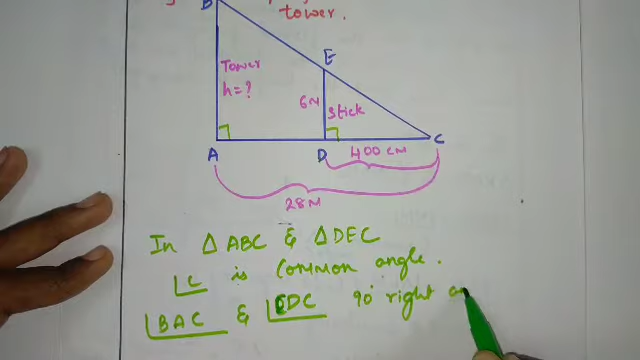 tower.
B
E
Tower
h=?
6M
Stick
A
D
C
400 CM
28M
In △ ABC & △DEC
∠C is Common angle.
∠BAC & ∠EDC 90° right